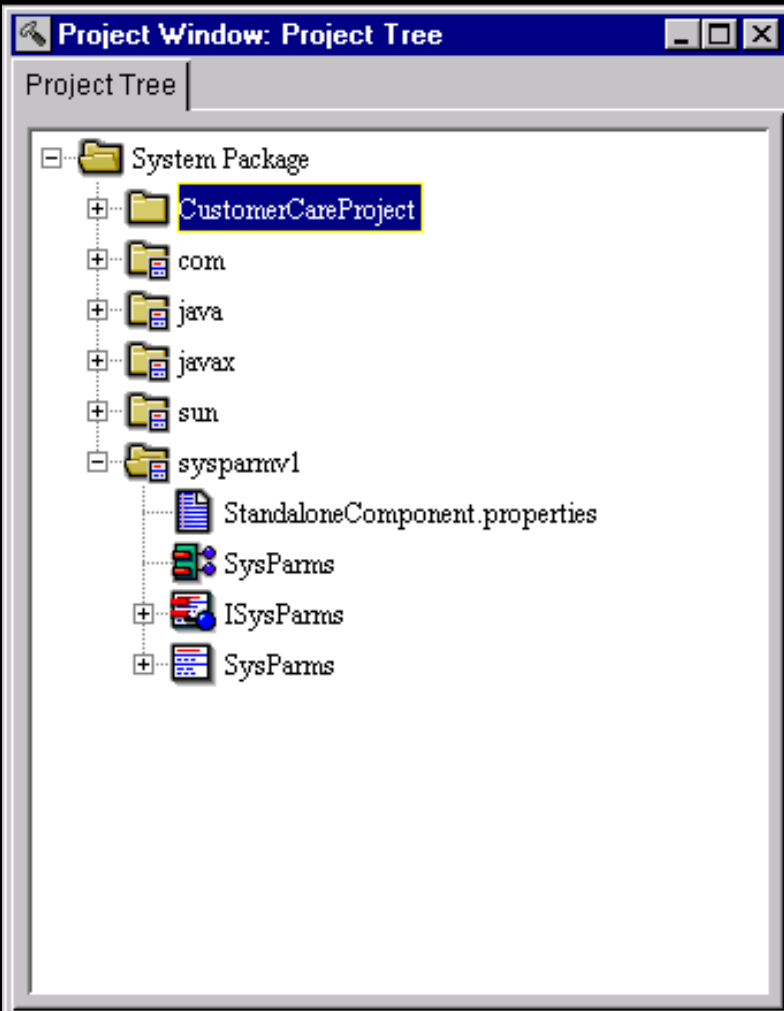 Project Window: Project Tree
Project Tree
System Package
CustomerCareProject
com
java
javax
sun
sysparmv1
StandaloneComponent.properties
SysParms
ISysParms
SysParms